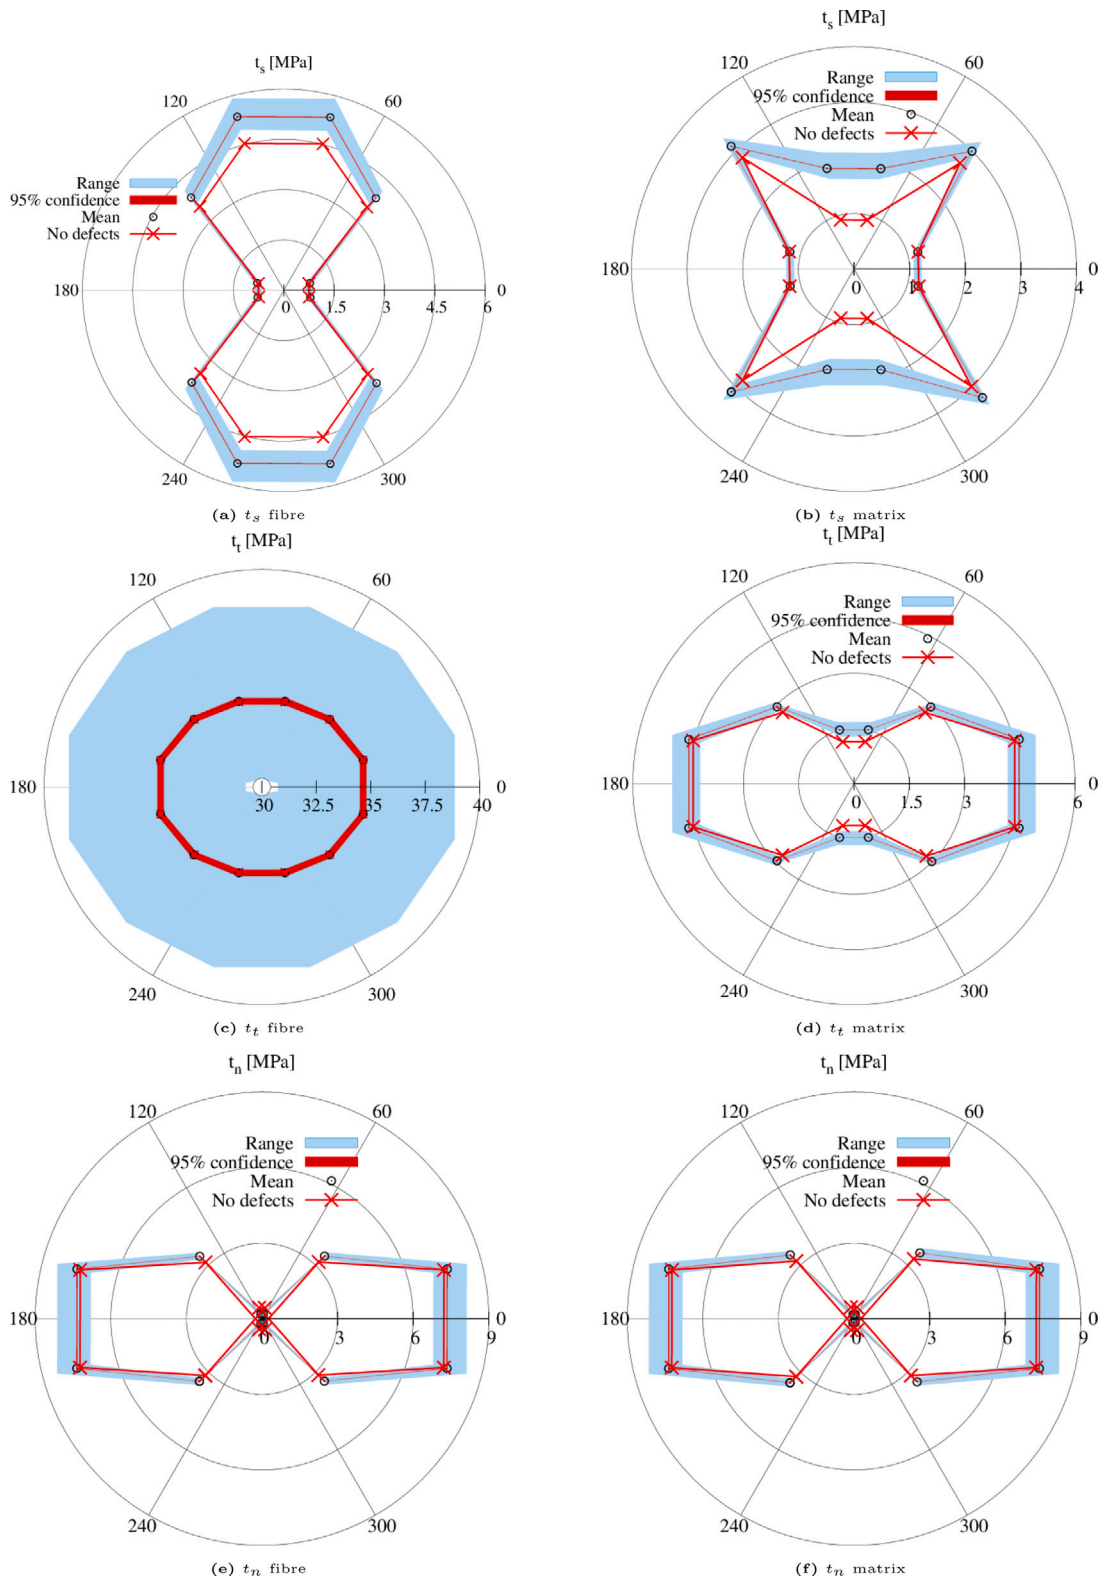 t_s [MPa]
120
60
Range
95% confidence
Mean
No defects
180
0
0
1.5
3
4.5
6
240
300
(a) t_s fibre
t_s [MPa]
120
60
Range
95% confidence
Mean
No defects
180
0
0
1
2
3
4
240
300
(b) t_s matrix
t_t [MPa]
120
60
180
0
30
32.5
35
37.5
40
240
300
(c) t_t fibre
t_t [MPa]
120
60
Range
95% confidence
Mean
No defects
180
0
0
1.5
3
6
240
300
(d) t_t matrix
t_n [MPa]
120
60
Range
95% confidence
Mean
No defects
180
0
0
3
6
9
240
300
(e) t_n fibre
t_n [MPa]
120
60
Range
95% confidence
Mean
No defects
180
0
0
3
6
9
240
300
(f) t_n matrix